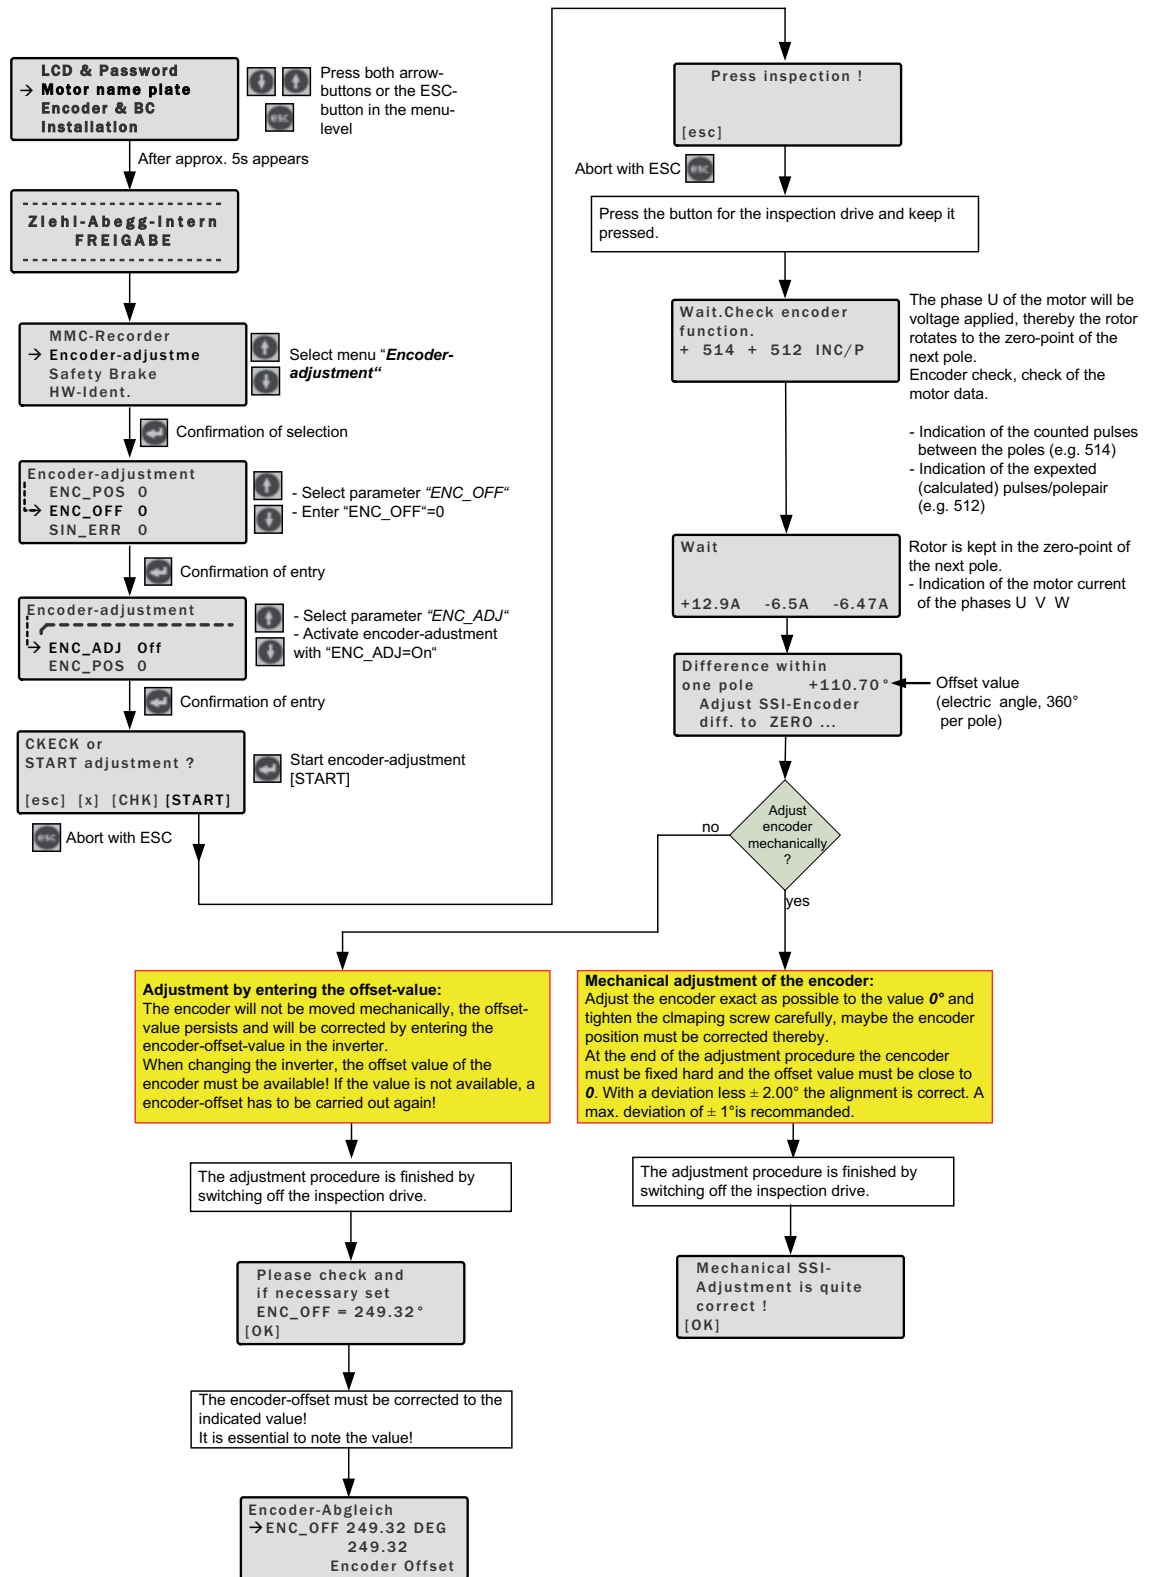 LCD & Password
→ Motor name plate
Encoder & BC
Installation
Press both arrow-
buttons or the ESC-
button in the menu-
level
esc
After approx. 5s appears
Ziehl-Abegg-intern
FREIGABE
MMC-Recorder
→ Encoder-adjustme
Safety Brake
HW-Ident.
Select menu “Encoder-
adjustment“
Confirmation of selection
Encoder-adjustment
ENC_POS 0
→ ENC_OFF 0
SIN_ERR 0
- Select parameter “ENC_OFF“
- Enter “ENC_OFF“=0
Confirmation of entry
Encoder-adjustment
→ ENC_ADJ Off
ENC_POS 0
- Select parameter “ENC_ADJ“
- Activate encoder-adustment
with “ENC_ADJ=On“
Confirmation of entry
CKECK or
START adjustment ?
[esc] [x] [CHK] [START]
Start encoder-adjustment
[START]
esc
Abort with ESC
Press inspection !
[esc]
Abort with ESC
esc
Press the button for the inspection drive and keep it
pressed.
Wait.Check encoder
function.
+ 514 + 512 INC/P
The phase U of the motor will be
voltage applied, thereby the rotor
rotates to the zero-point of the
next pole.
Encoder check, check of the
motor data.
- Indication of the counted pulses
between the poles (e.g. 514)
- Indication of the expexted
(calculated) pulses/polepair
(e.g. 512)
Wait
+12.9A -6.5A -6.47A
Rotor is kept in the zero-point of
the next pole.
- Indication of the motor current
of the phases U V W
Difference within
one pole +110.70°
Adjust SSI-Encoder
diff. to ZERO ...
Offset value
(electric angle, 360°
per pole)
Adjust
encoder
mechanically
?
no
yes
Adjustment by entering the offset-value:
The encoder will not be moved mechanically, the offset-
value persists and will be corrected by entering the
encoder-offset-value in the inverter.
When changing the inverter, the offset value of the
encoder must be available! If the value is not available, a
encoder-offset has to be carried out again!
Mechanical adjustment of the encoder:
Adjust the encoder exact as possible to the value 0° and
tighten the clmaping screw carefully, maybe the encoder
position must be corrected thereby.
At the end of the adjustment procedure the cencoder
must be fixed hard and the offset value must be close to
0. With a deviation less ± 2.00° the alignment is correct. A
max. deviation of ± 1°is recommanded.
The adjustment procedure is finished by
switching off the inspection drive.
The adjustment procedure is finished by
switching off the inspection drive.
Please check and
if necessary set
ENC_OFF = 249.32°
[OK]
Mechanical SSI-
Adjustment is quite
correct !
[OK]
The encoder-offset must be corrected to the
indicated value!
It is essential to note the value!
Encoder-Abgleich
→ENC_OFF 249.32 DEG
249.32
Encoder Offset